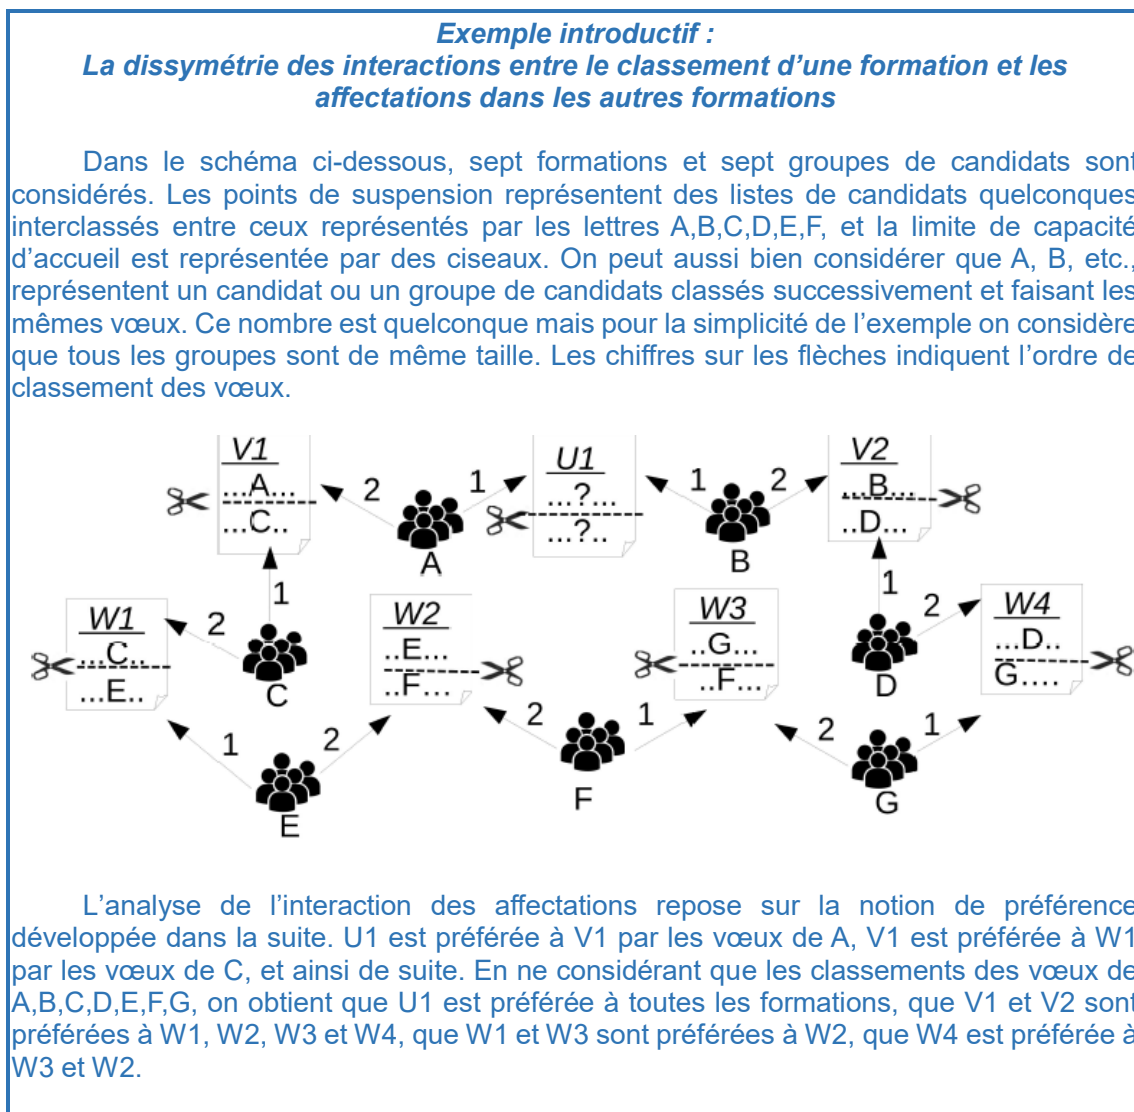 Exemple introductif :
La dissymétrie des interactions entre le classement d’une formation et les
affectations dans les autres formations
Dans le schéma ci-dessous, sept formations et sept groupes de candidats sont
considérés. Les points de suspension représentent des listes de candidats quelconques
interclassés entre ceux représentés par les lettres A,B,C,D,E,F, et la limite de capacité
d’accueil est représentée par des ciseaux. On peut aussi bien considérer que A, B, etc.,
représentent un candidat ou un groupe de candidats classés successivement et faisant les
mêmes vœux. Ce nombre est quelconque mais pour la simplicité de l’exemple on considère
que tous les groupes sont de même taille. Les chiffres sur les flèches indiquent l’ordre de
classement des vœux.
V1
...A...
...C..
2
1
A
U1
...?...
...?..
1
2
B
V2
...B...
..D...
1
1
W1
...C..
...E..
2
C
W2
..E...
..F...
W3
..G...
..F...
D
2
W4
...D..
G....
1
2
E
2
1
F
2
1
G
L’analyse de l’interaction des affectations repose sur la notion de préférence
développée dans la suite. U1 est préférée à V1 par les vœux de A, V1 est préférée à W1
par les vœux de C, et ainsi de suite. En ne considérant que les classements des vœux de
A,B,C,D,E,F,G, on obtient que U1 est préférée à toutes les formations, que V1 et V2 sont
préférées à W1, W2, W3 et W4, que W1 et W3 sont préférées à W2, que W4 est préférée à
W3 et W2.